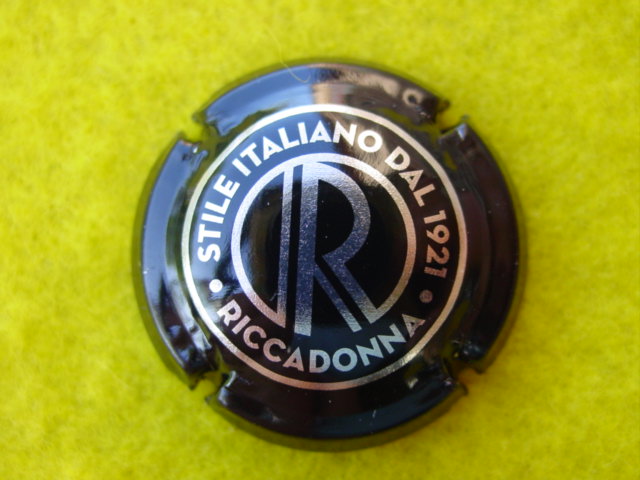 STILE ITALIANO DAL 1921
R
• RICCADONNA •